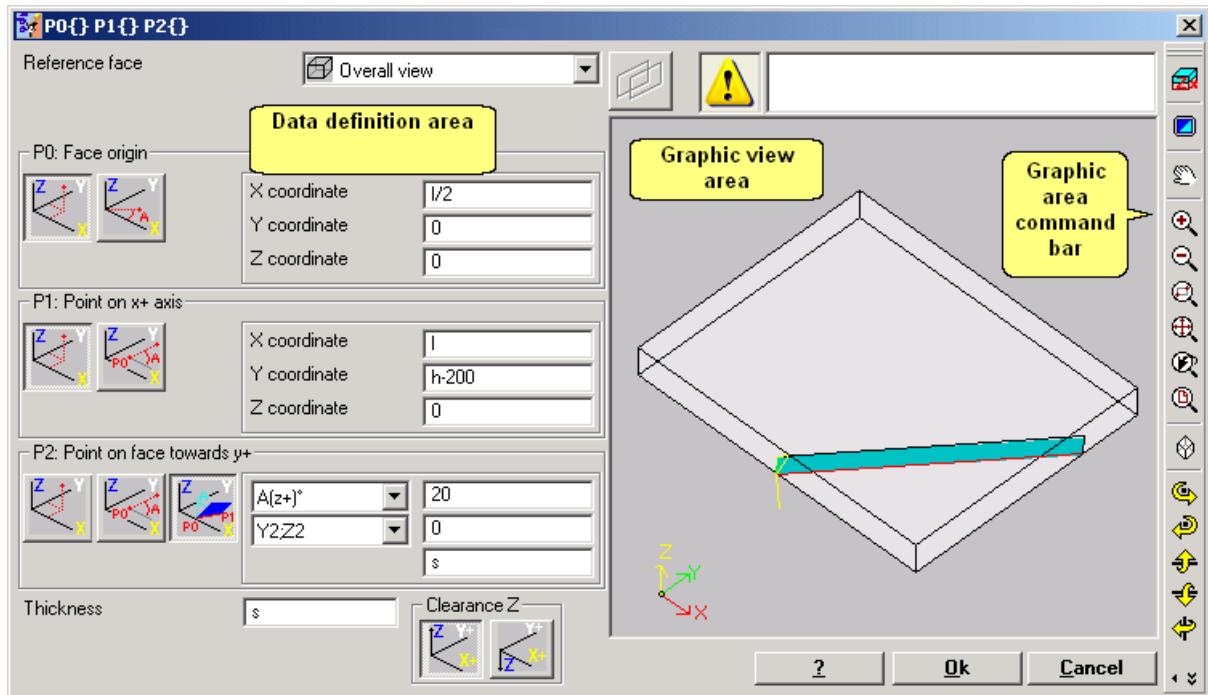 P0{} P1{} P2{}
Reference face
Overall view
Data definition area
P0: Face origin
X coordinate
l/2
Y coordinate
0
Z coordinate
0
P1: Point on x+ axis
X coordinate
l
Y coordinate
h-200
Z coordinate
0
P2: Point on face towards y+
A(z+)°
20
Y2;Z2
0
s
Thickness
s
Clearance Z
Graphic view
area
Graphic
area
command
bar
Z
Y
X
?
Ok
Cancel